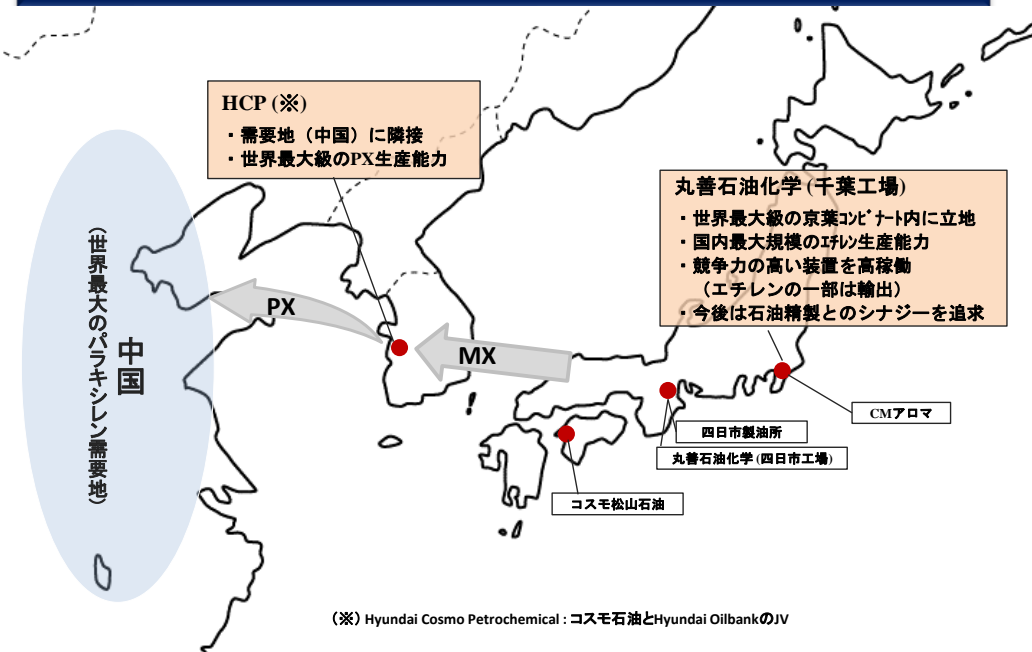 HCP (※)
・需要地（中国）に隣接
・世界最大級のPX生産能力
丸善石油化学 (千葉工場)
・世界最大級の京葉ｺﾝﾋﾞﾅｰﾄ内に立地
・国内最大規模のｴﾁﾚﾝ生産能力
・競争力の高い装置を高稼働
（エチレンの一部は輸出）
・今後は石油精製とのシナジーを追求
中国
（世界最大のパラキシレン需要地）
PX
MX
CMアロマ
四日市製油所
丸善石油化学 (四日市工場)
コスモ松山石油
（※） Hyundai Cosmo Petrochemical : コスモ石油とHyundai OilbankのJV